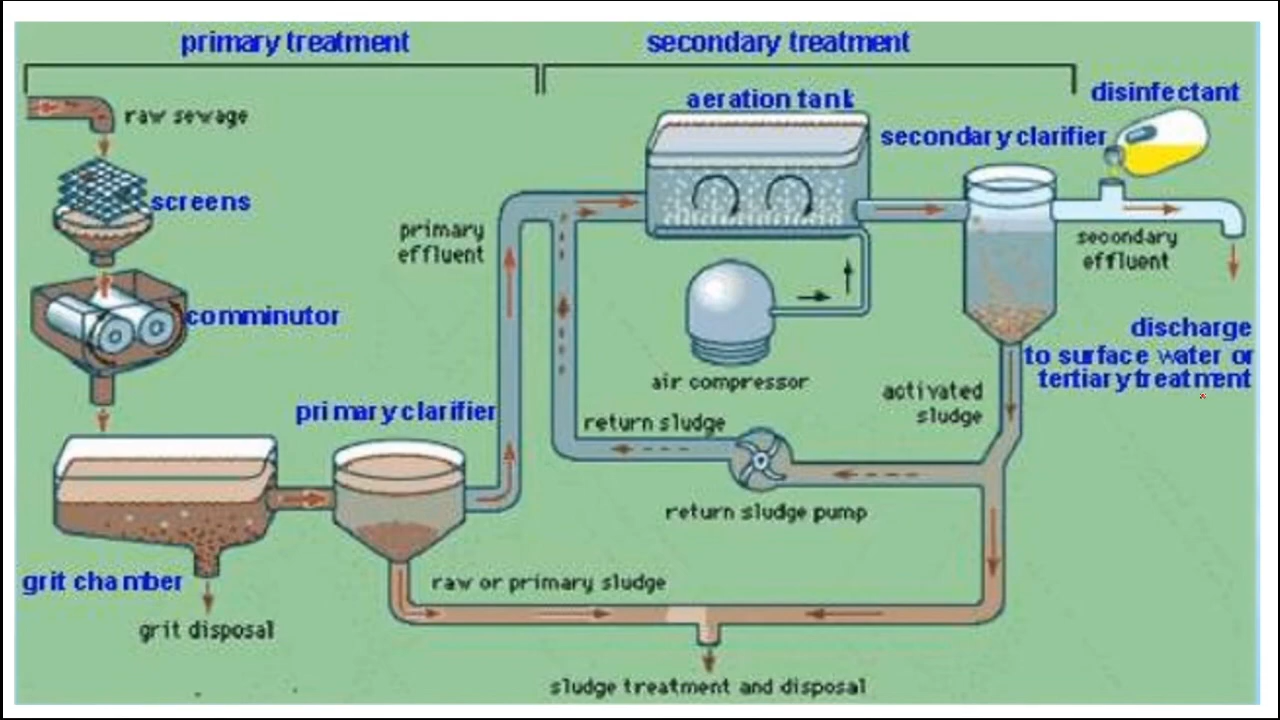 primary treatment
secondary treatment
raw sewage
screens
comminutor
grit chamber
grit disposal
primary clarifier
primary
effluent
raw or primary sludge
aeration tank
air compressor
return sludge
return sludge pump
secondary clarifier
activated
sludge
disinfectant
secondary
effluent
discharge
to surface water or
tertiary treatment
sludge treatment and disposal